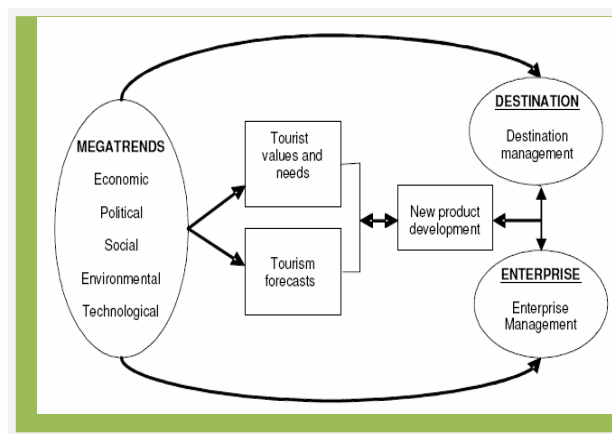 MEGATRENDS
Economic
Political
Social
Environmental
Technological
Tourist
values and
needs
Tourism
forecasts
New product
development
DESTINATION
Destination
management
ENTERPRISE
Enterprise
Management